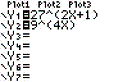 Plot1 Plot2 Plot3
\Y1=27^(2X+1)
\Y2=9^(4X)
\Y3=
\Y4=
\Y5=
\Y6=
\Y7=